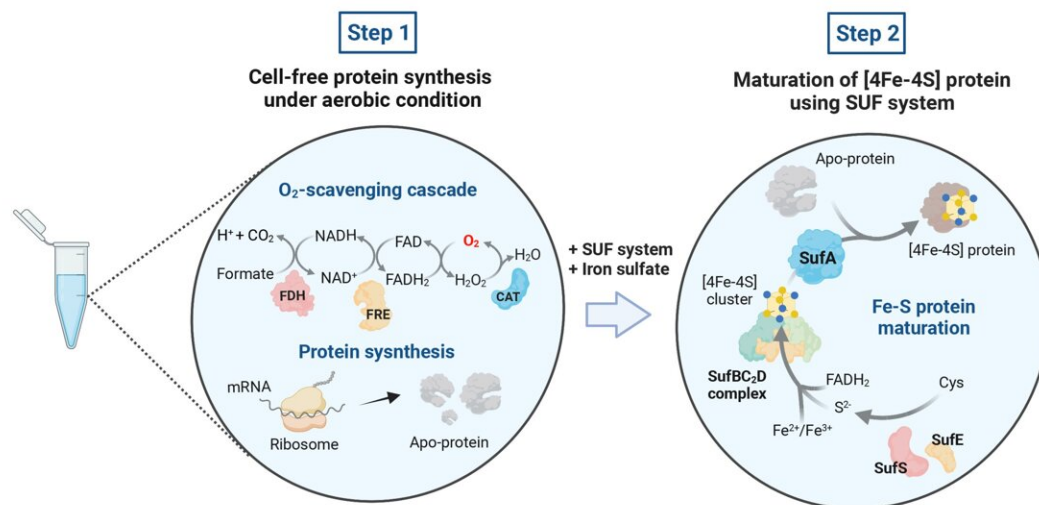 Step 1
Cell-free protein synthesis
under aerobic condition
O₂-scavenging cascade
H⁺ + CO₂
NADH
FAD
O₂
H₂O
Formate
NAD⁺
FADH₂
H₂O₂
FDH
FRE
CAT
Protein sysnthesis
mRNA
Ribosome
Apo-protein
+ SUF system
+ Iron sulfate
Step 2
Maturation of [4Fe-4S] protein
using SUF system
Apo-protein
[4Fe-4S] protein
SufA
[4Fe-4S]
cluster
Fe-S protein
maturation
SufBC₂D
complex
FADH₂
Cys
S²⁻
Fe²⁺/Fe³⁺
SufE
SufS